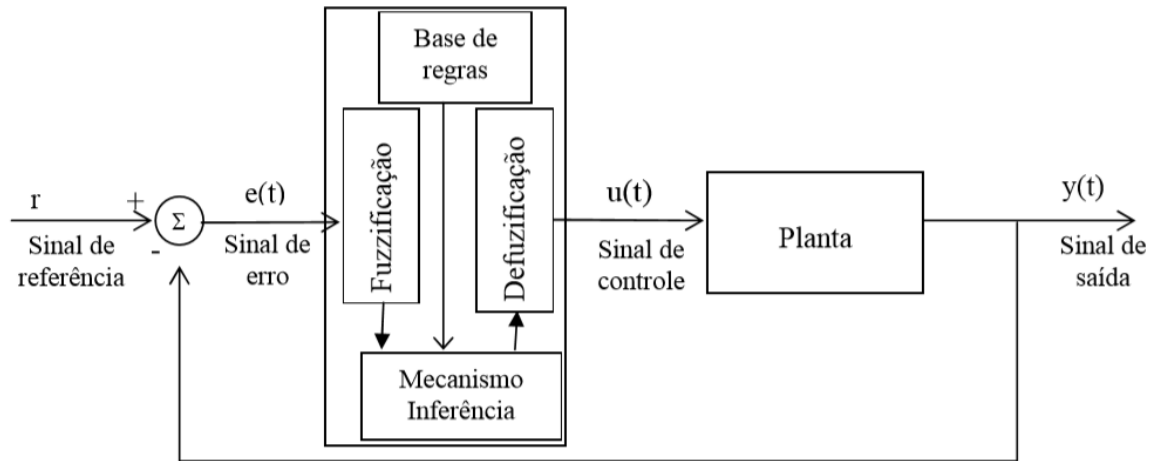 Base de
regras
Fuzzificação
Defuzificação
r
+
Σ
-
Sinal de
referência
e(t)
Sinal de
erro
Mecanismo
Inferência
u(t)
Sinal de
controle
Planta
y(t)
Sinal de
saída